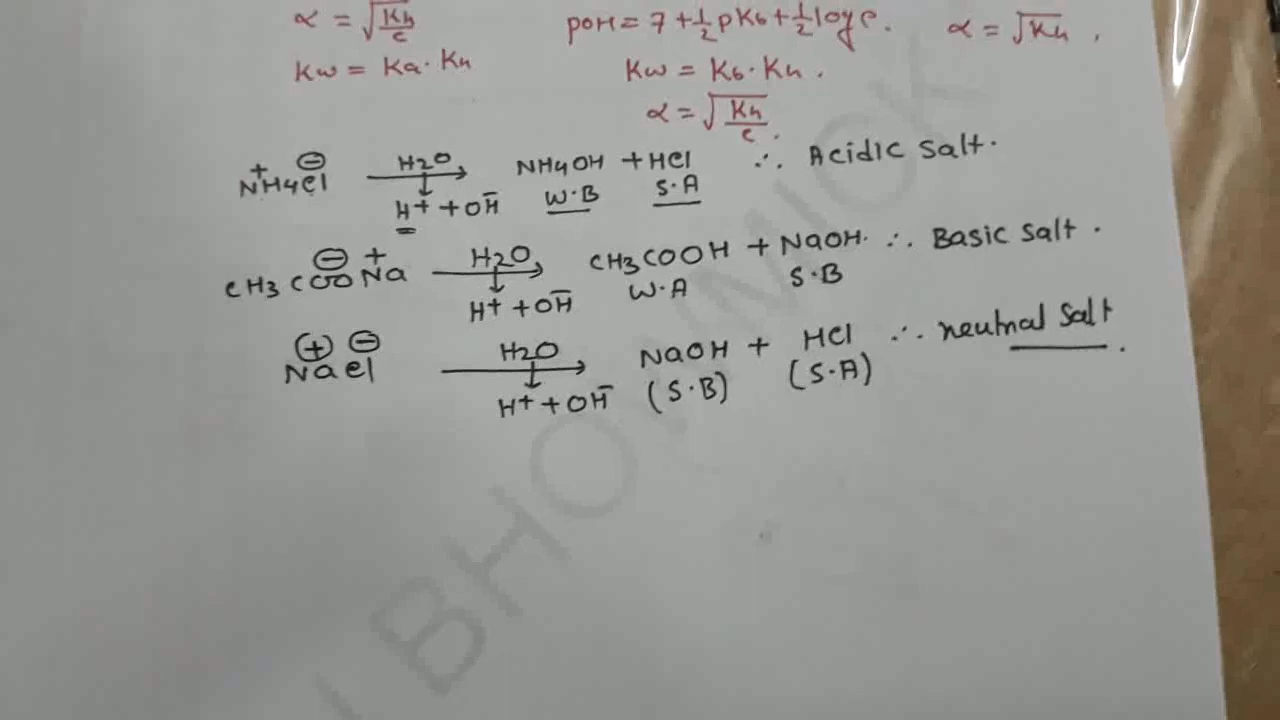 α = √Kh/c pOH = 7 + 1/2 pKb + 1/2 log c. α = √Kh .
Kw = Ka · Kh Kw = Kb · Kh .
α = √Kh/c .
+ ⊖
NH4Cl H2O → NH4OH + HCl ∴ Acidic Salt.
H+ + OH− W·B S·A
⊖ +
CH3COONa H2O → CH3COOH + NaOH. ∴ Basic salt .
H+ + OH− W·A S·B
(+) ⊖
NaCl H2O → NaOH + HCl ∴ neutral salt .
H+ + OH− (S·B) (S·A)
BHOWMICK